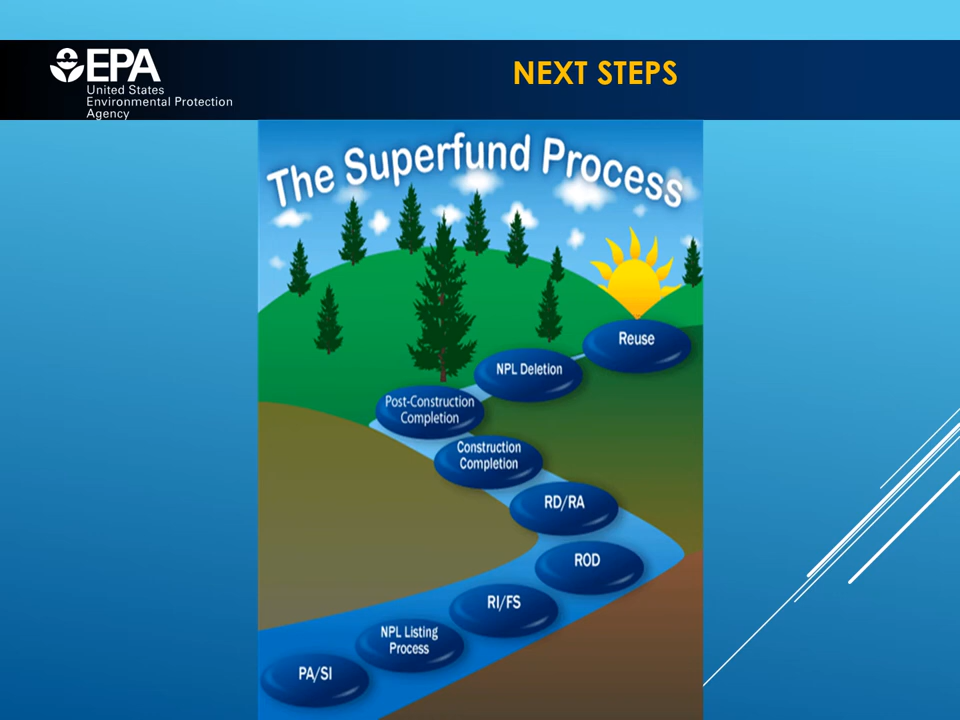 EPA
United States
Environmental Protection
Agency
NEXT STEPS
The Superfund Process
Reuse
NPL Deletion
Post-Construction
Completion
Construction
Completion
RD/RA
ROD
RI/FS
NPL Listing
Process
PA/SI